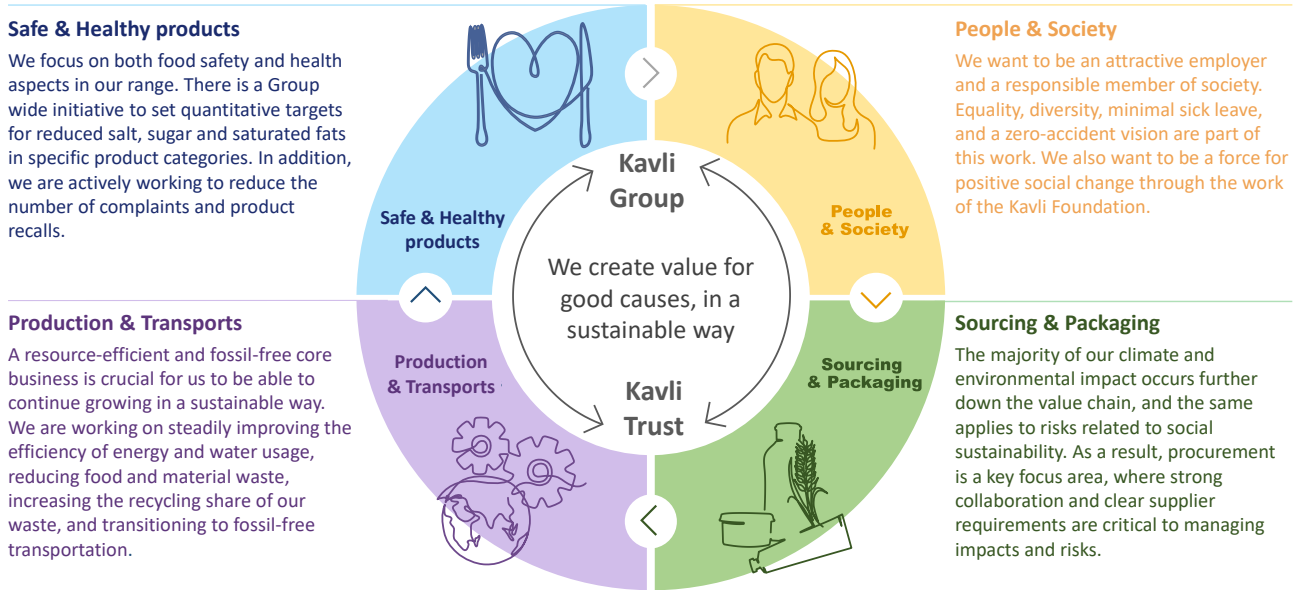 Safe & Healthy products
We focus on both food safety and health
aspects in our range. There is a Group
wide initiative to set quantitative targets
for reduced salt, sugar and saturated fats
in specific product categories. In addition,
we are actively working to reduce the
number of complaints and product
recalls.
People & Society
We want to be an attractive employer
and a responsible member of society.
Equality, diversity, minimal sick leave,
and a zero-accident vision are part of
this work. We also want to be a force for
positive social change through the work
of the Kavli Foundation.
Safe & Healthy
products
Kavli
Group
People
& Society
We create value for
good causes, in a
sustainable way
Production
& Transports
Kavli
Trust
Sourcing
& Packaging
Production & Transports
A resource-efficient and fossil-free core
business is crucial for us to be able to
continue growing in a sustainable way.
We are working on steadily improving the
efficiency of energy and water usage,
reducing food and material waste,
increasing the recycling share of our
waste, and transitioning to fossil-free
transportation.
Sourcing & Packaging
The majority of our climate and
environmental impact occurs further
down the value chain, and the same
applies to risks related to social
sustainability. As a result, procurement
is a key focus area, where strong
collaboration and clear supplier
requirements are critical to managing
impacts and risks.